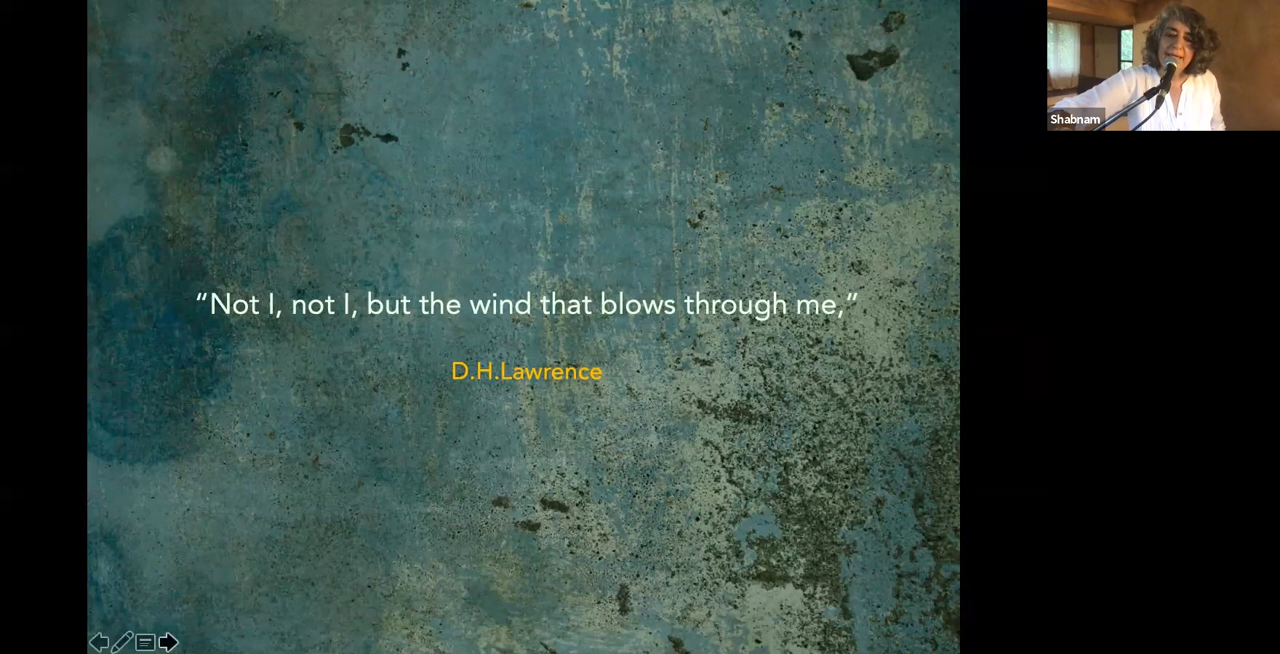 Shabnam
“Not I, not I, but the wind that blows through me,”
D.H.Lawrence